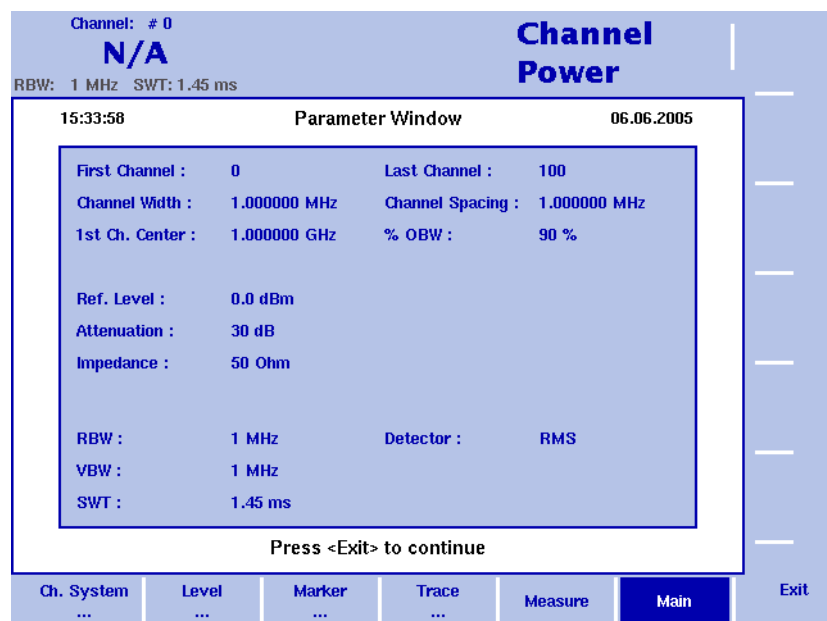 Channel: # 0
N/A
RBW: 1 MHz SWT: 1.45 ms
Channel
Power
15:33:58 Parameter Window 06.06.2005
First Channel : 0 Last Channel : 100
Channel Width : 1.000000 MHz Channel Spacing : 1.000000 MHz
1st Ch. Center : 1.000000 GHz % OBW : 90 %
Ref. Level : 0.0 dBm
Attenuation : 30 dB
Impedance : 50 Ohm
RBW : 1 MHz Detector : RMS
VBW : 1 MHz
SWT : 1.45 ms
Press <Exit> to continue
Ch. System ...
Level ...
Marker ...
Trace ...
Measure
Main
Exit